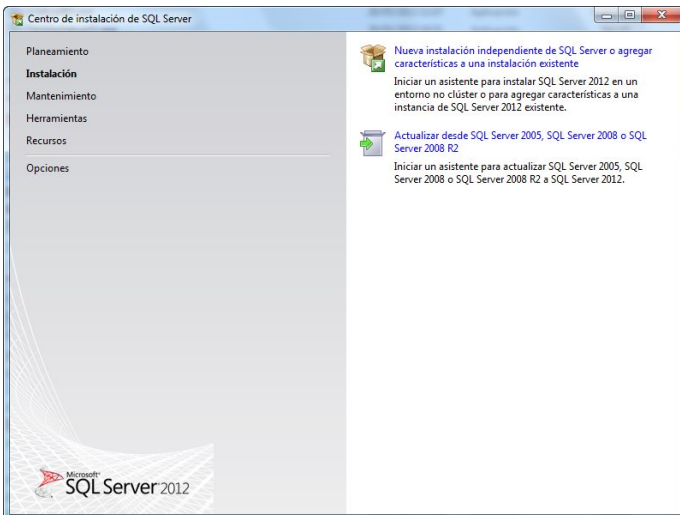 Centro de instalación de SQL Server
Planeamiento
Instalación
Mantenimiento
Herramientas
Recursos
Opciones
Nueva instalación independiente de SQL Server o agregar
características a una instalación existente
Iniciar un asistente para instalar SQL Server 2012 en un
entorno no clúster o para agregar características a una
instancia de SQL Server 2012 existente.
Actualizar desde SQL Server 2005, SQL Server 2008 o SQL
Server 2008 R2
Iniciar un asistente para actualizar SQL Server 2005, SQL
Server 2008 o SQL Server 2008 R2 a SQL Server 2012.
Microsoft
SQL Server 2012